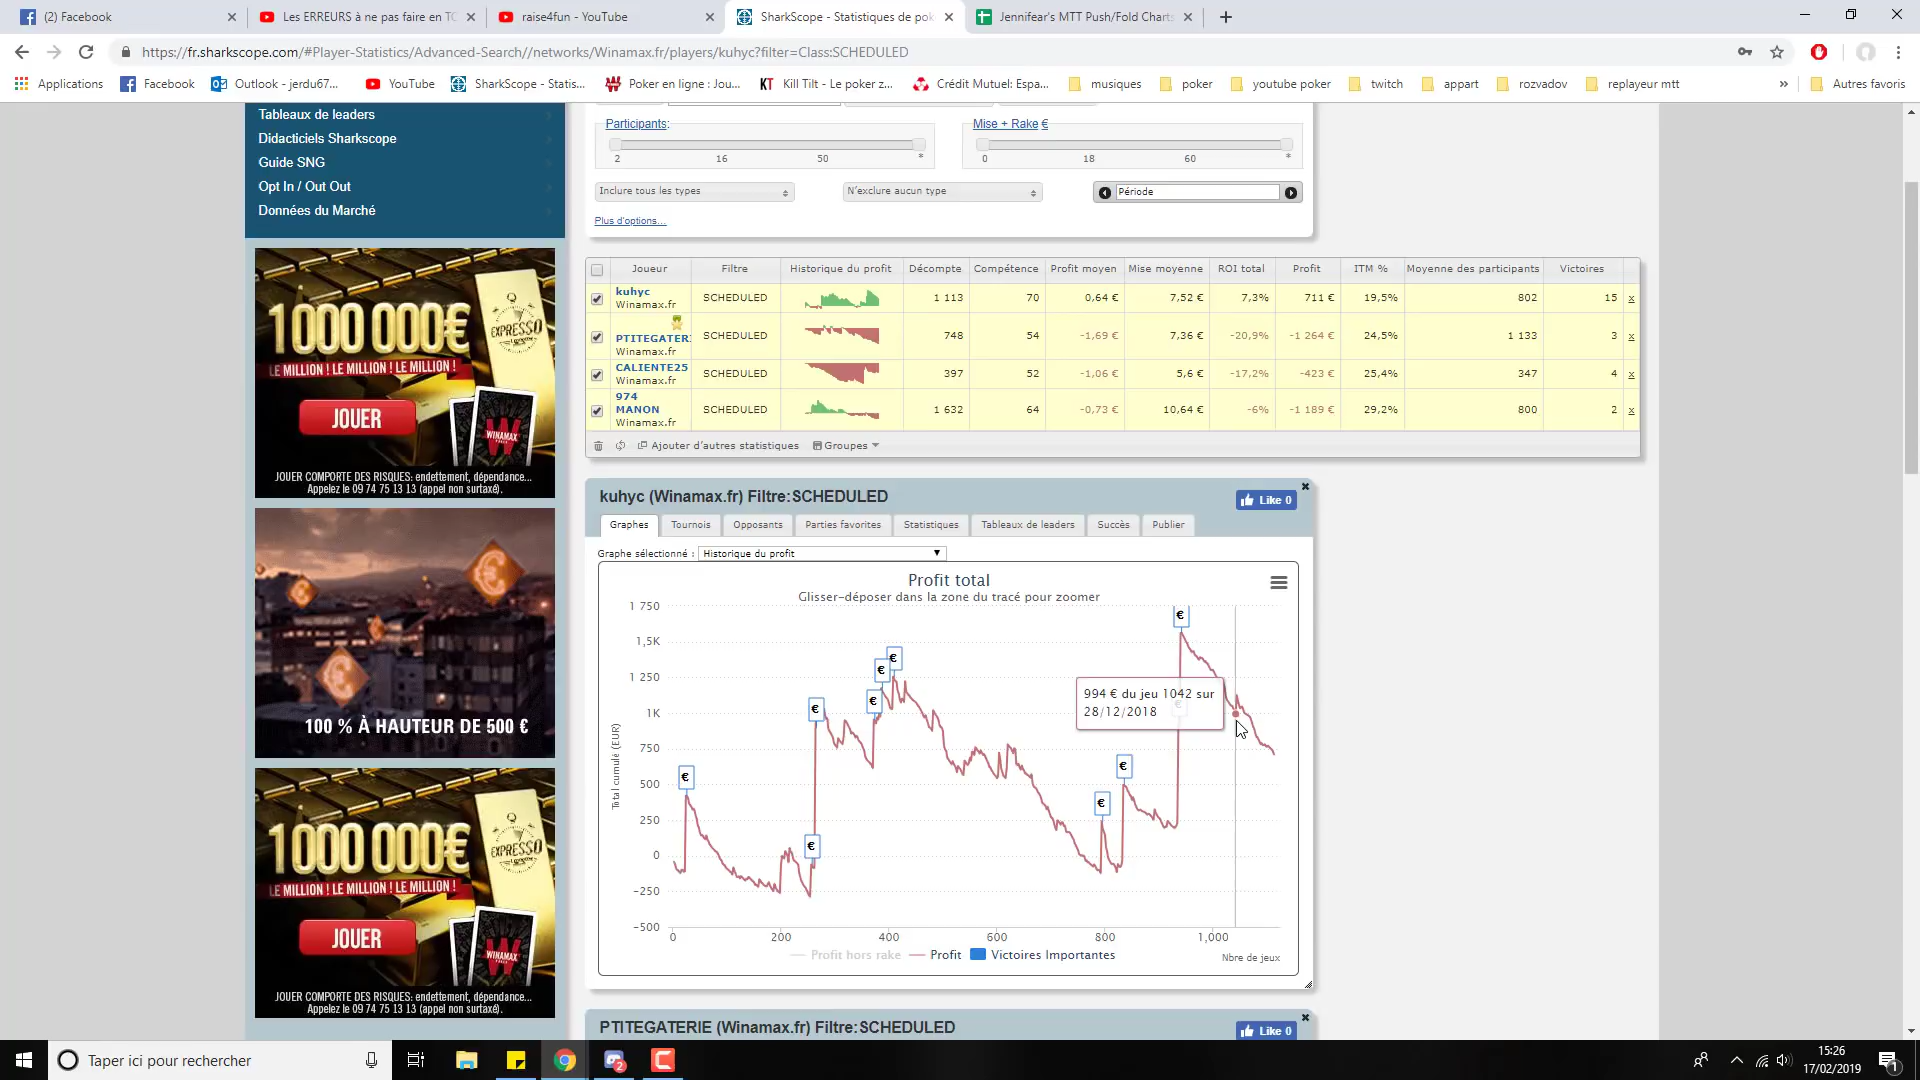 (2) Facebook
Les ERREURS à ne pas faire en TC
raise4fun - YouTube
SharkScope - Statistiques de pok
Jennifear's MTT Push/Fold Charts
https://fr.sharkscope.com/#Player-Statistics/Advanced-Search//networks/Winamax.fr/players/kuhyc?filter=Class:SCHEDULED
Applications
Facebook
Outlook - jerdu67...
YouTube
SharkScope - Statis...
Poker en ligne : Jou...
KT
Kill Tilt - Le poker z...
Crédit Mutuel: Espa...
musiques
poker
youtube poker
twitch
appart
rozvadov
replayeur mtt
»
Autres favoris
Tableaux de leaders
Didacticiels Sharkscope
Guide SNG
Opt In / Out Out
Données du Marché
1000000€
LE MILLION ! LE MILLION ! LE MILLION !
EXPRESSO
JOUER
WINAMAX
JOUER COMPORTE DES RISQUES: endettement, dépendance...
Appelez le 09 74 75 13 13 (appel non surtaxé).
100 % À HAUTEUR DE 500 €
1000000€
LE MILLION ! LE MILLION ! LE MILLION !
EXPRESSO
JOUER
WINAMAX
JOUER COMPORTE DES RISQUES: endettement, dépendance...
Appelez le 09 74 75 13 13 (appel non surtaxé).
Participants:
2 16 50 *
Mise + Rake €
0 18 60 *
Inclure tous les types
N'exclure aucun type
Période
Plus d'options...
Joueur Filtre Historique du profit Décompte Compétence Profit moyen Mise moyenne ROI total Profit ITM % Moyenne des participants Victoires
kuhyc
Winamax.fr SCHEDULED 1 113 70 0,64 € 7,52 € 7,3% 711 € 19,5% 802 15 x
PTITEGATERI
Winamax.fr SCHEDULED 748 54 -1,69 € 7,36 € -20,9% -1 264 € 24,5% 1 133 3 x
CALIENTE25
Winamax.fr SCHEDULED 397 52 -1,06 € 5,6 € -17,2% -423 € 25,4% 347 4 x
974
MANON
Winamax.fr SCHEDULED 1 632 64 -0,73 € 10,64 € -6% -1 189 € 29,2% 800 2 x
Ajouter d'autres statistiques
Groupes
kuhyc (Winamax.fr) Filtre:SCHEDULED
Like 0
Graphes Tournois Opposants Parties favorites Statistiques Tableaux de leaders Succès Publier
Graphe sélectionné : Historique du profit
Profit total
Glisser-déposer dans la zone du tracé pour zoomer
Total cumulé (EUR)
1 750
1,5K
1 250
1K
750
500
250
0
-250
-500
€
€
€
€
€
€
€
€
€
€
€
994 € du jeu 1042 sur
28/12/2018
0 200 400 600 800 1,000
Nbre de jeux
Profit hors rake Profit Victoires Importantes
PTITEGATERIE (Winamax.fr) Filtre:SCHEDULED
Like 0
Taper ici pour rechercher
2
15:26
17/02/2019
1